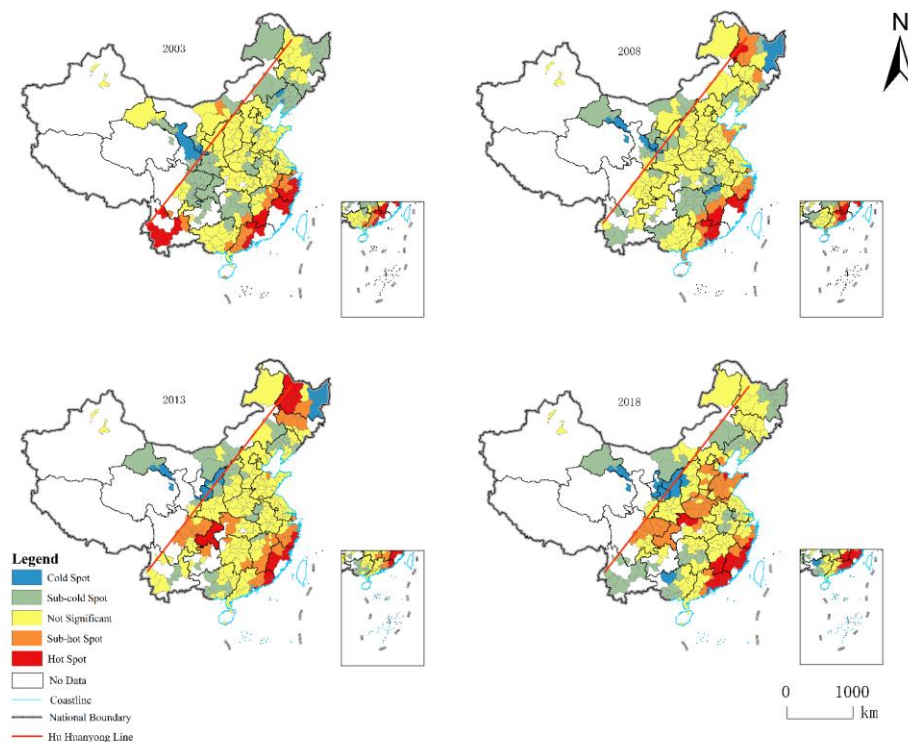 2003
2008
N
2013
2018
Legend
Cold Spot
Sub-cold Spot
Not Significant
Sub-hot Spot
Hot Spot
No Data
Coastline
National Boundary
Hu Huanyong Line
0 1000
km